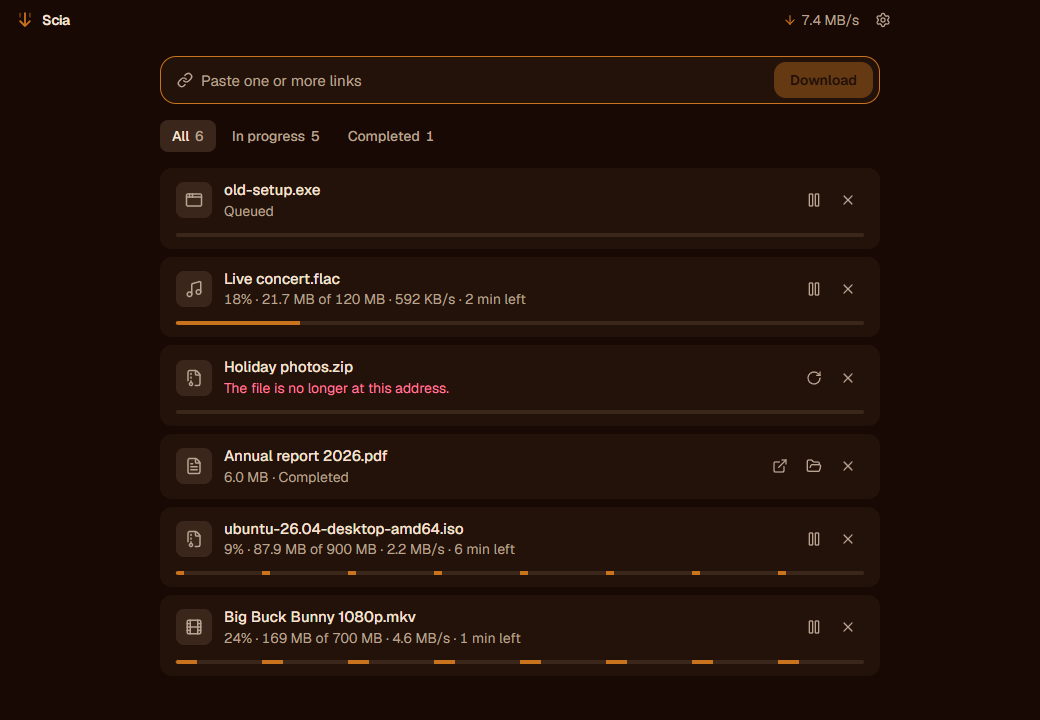 Scia
7.4 MB/s
Paste one or more links
Download
All 6
In progress 5
Completed 1
old-setup.exe
Queued
Live concert.flac
18% · 21.7 MB of 120 MB · 592 KB/s · 2 min left
Holiday photos.zip
The file is no longer at this address.
Annual report 2026.pdf
6.0 MB · Completed
ubuntu-26.04-desktop-amd64.iso
9% · 87.9 MB of 900 MB · 2.2 MB/s · 6 min left
Big Buck Bunny 1080p.mkv
24% · 169 MB of 700 MB · 4.6 MB/s · 1 min left